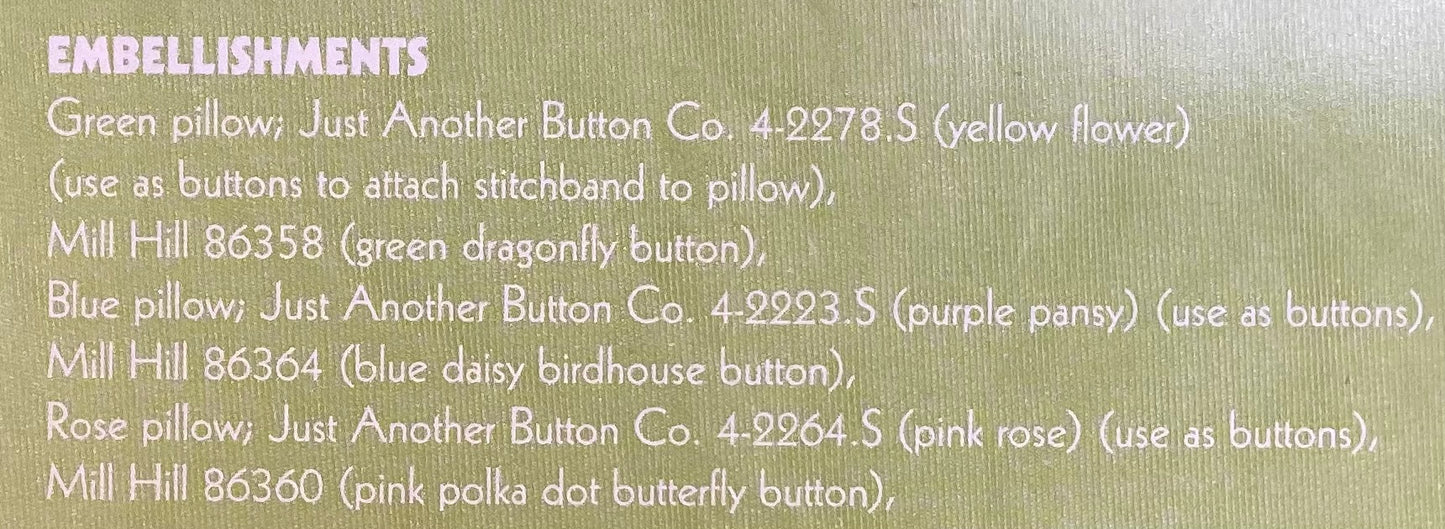 EMBELLISHMENTS
Green pillow; Just Another Button Co. 4-2278.S (yellow flower)
(use as buttons to attach stitchband to pillow),
Mill Hill 86358 (green dragonfly button),
Blue pillow; Just Another Button Co. 4-2223.S (purple pansy) (use as buttons),
Mill Hill 86364 (blue daisy birdhouse button),
Rose pillow; Just Another Button Co. 4-2264.S (pink rose) (use as buttons),
Mill Hill 86360 (pink polka dot butterfly button),